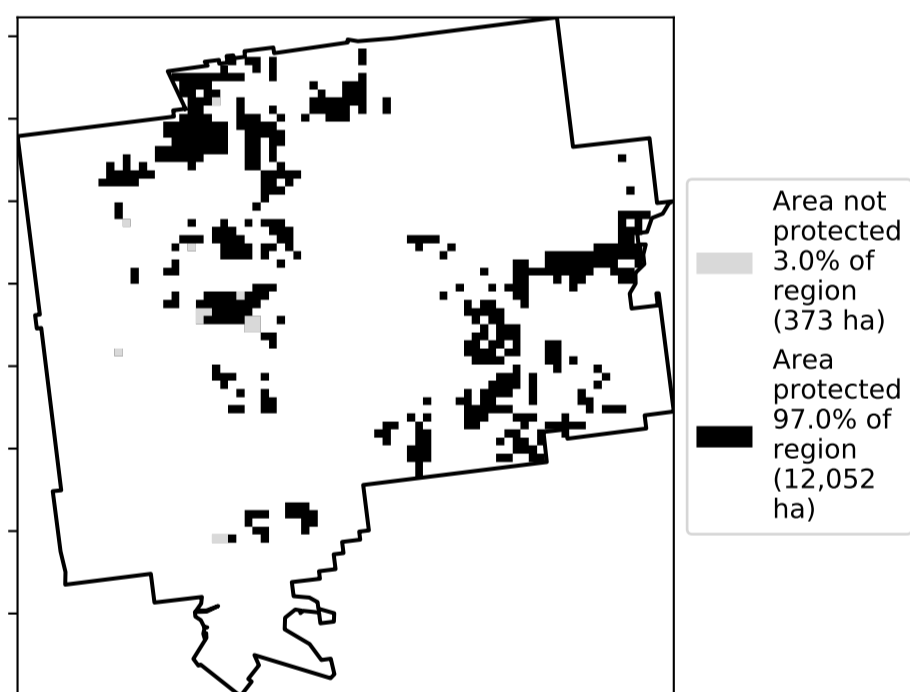 Area not
protected
3.0% of
region
(373 ha)
Area
protected
97.0% of
region
(12,052
ha)